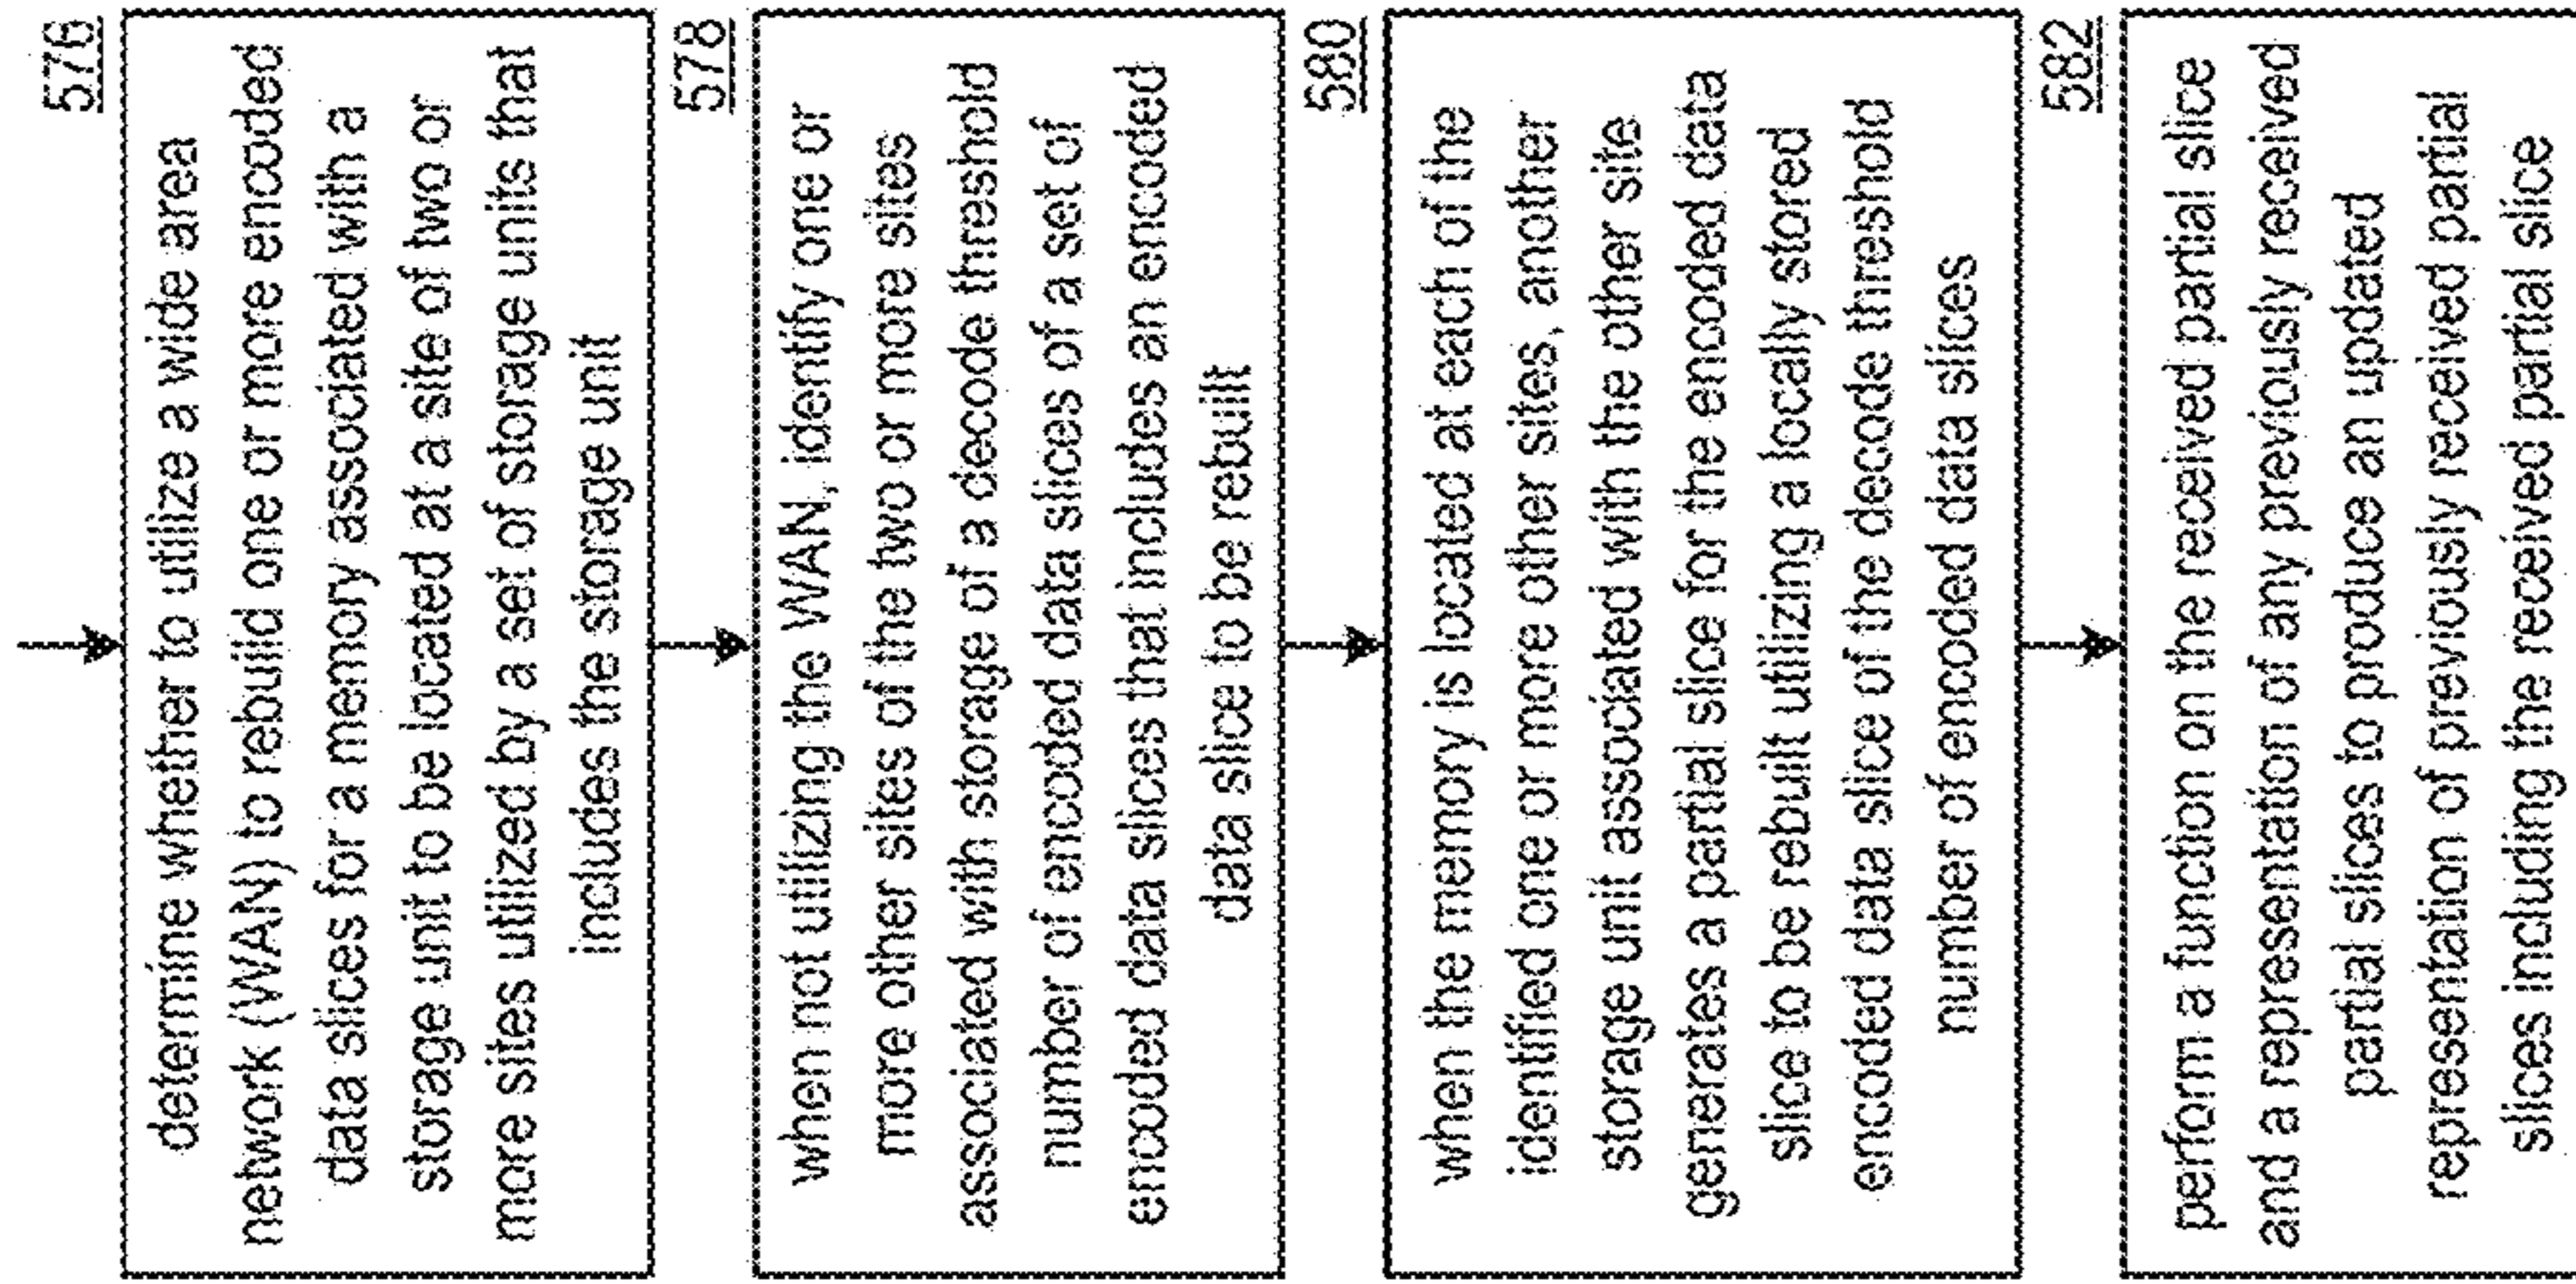 576
determine whether to utilize a wide area
network (WAN) to rebuild one or more encoded
data slices for a memory associated with a
storage unit to be located at a site of two or
more sites utilized by a set of storage units that
includes the storage unit
578
when not utilizing the WAN, identify one or
more other sites of the two or more sites
associated with storage of a decode threshold
number of encoded data slices of a set of
encoded data slices that includes an encoded
data slice to be rebuilt
580
when the memory is located at each of the
identified one or more other sites, another
storage unit associated with the other site
generates a partial slice for the encoded data
slice to be rebuilt utilizing a locally stored
encoded data slice of the decode threshold
number of encoded data slices
582
perform a function on the received partial slice
and a representation of any previously received
partial slices to produce an updated
representation of previously received partial
slices including the received partial slice